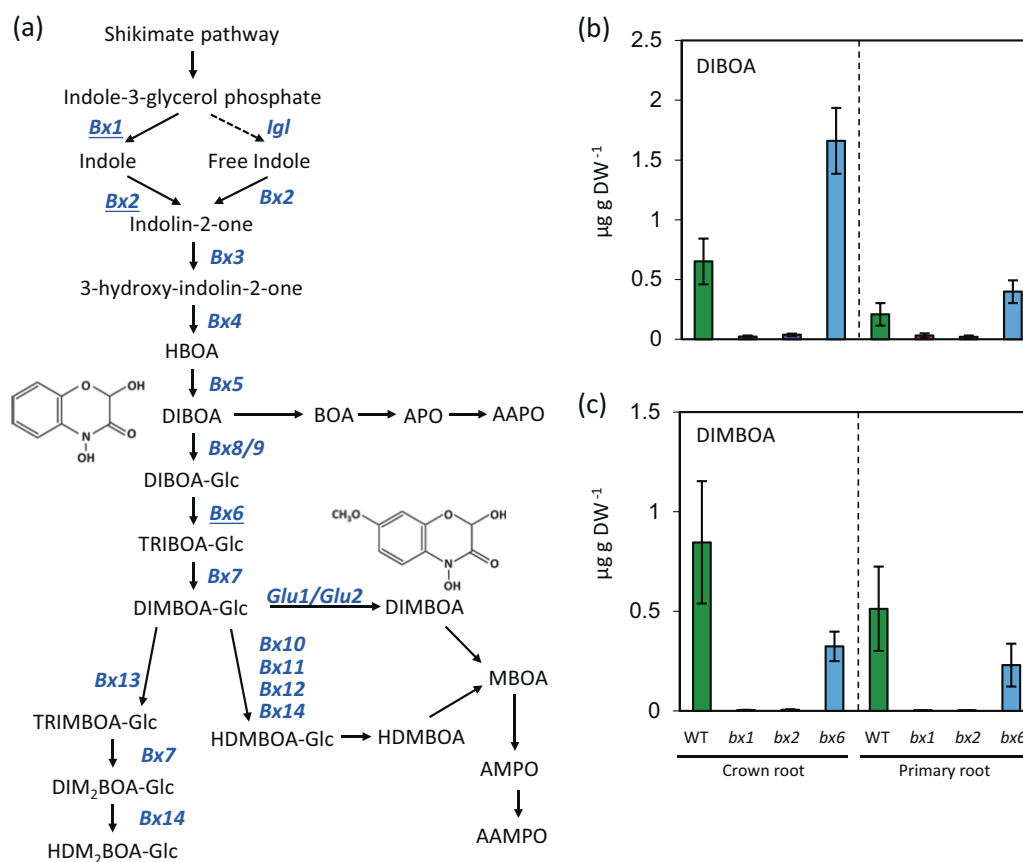 (a)
Shikimate pathway
Indole-3-glycerol phosphate
Bx1
Igl
Indole
Free Indole
Bx2
Bx2
Indolin-2-one
Bx3
3-hydroxy-indolin-2-one
Bx4
HBOA
Bx5
O
OH
N
O
OH
DIBOA
BOA
APO
AAPO
Bx8/9
DIBOA-Glc
Bx6
TRIBOA-Glc
Bx7
CH₃O
O
OH
N
O
OH
DIMBOA-Glc
Glu1/Glu2
DIMBOA
Bx13
Bx10
Bx11
Bx12
Bx14
MBOA
TRIMBOA-Glc
HDMBOA-Glc
HDMBOA
Bx7
DIM₂BOA-Glc
AMPO
Bx14
HDM₂BOA-Glc
AAMPO
(b)
DIBOA
µg g DW⁻¹
2.5
2
1.5
1
0.5
0
(c)
DIMBOA
µg g DW⁻¹
1.5
1
0.5
0
WT bx1 bx2 bx6 WT bx1 bx2 bx6
Crown root Primary root